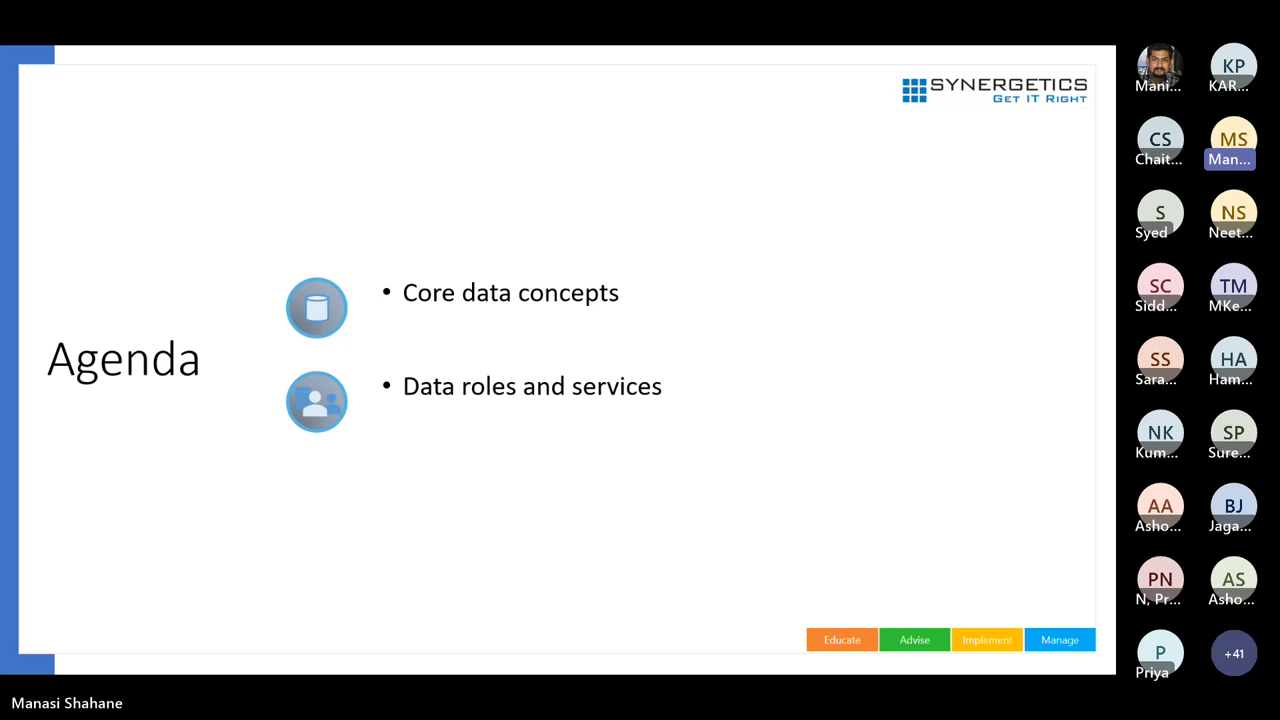 SYNERGETICS
GET IT RIGHT
Agenda
• Core data concepts
• Data roles and services
Educate
Advise
Implement
Manage
Mani...
KP
KAR...
CS
Chait...
MS
Man...
S
Syed
NS
Neet...
SC
Sidd...
TM
MKe...
SS
Sara...
HA
Ham...
NK
Kum...
SP
Sure...
AA
Asho...
BJ
Jaga...
PN
N, Pr...
AS
Asho...
P
Priya
+41
Manasi Shahane